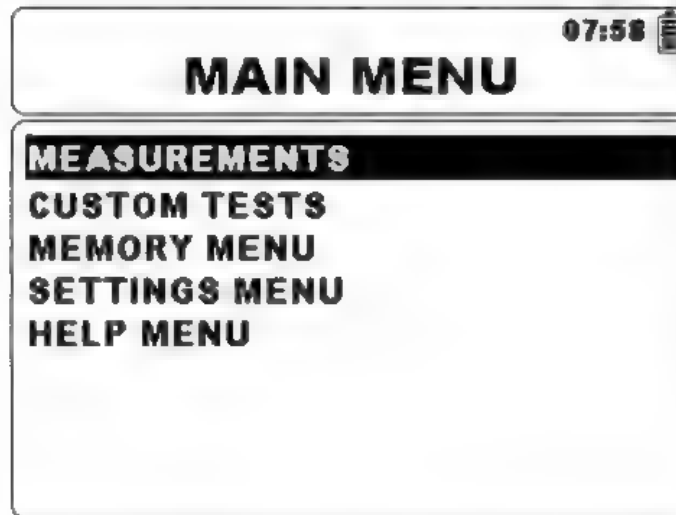 07:58
MAIN MENU
MEASUREMENTS
CUSTOM TESTS
MEMORY MENU
SETTINGS MENU
HELP MENU